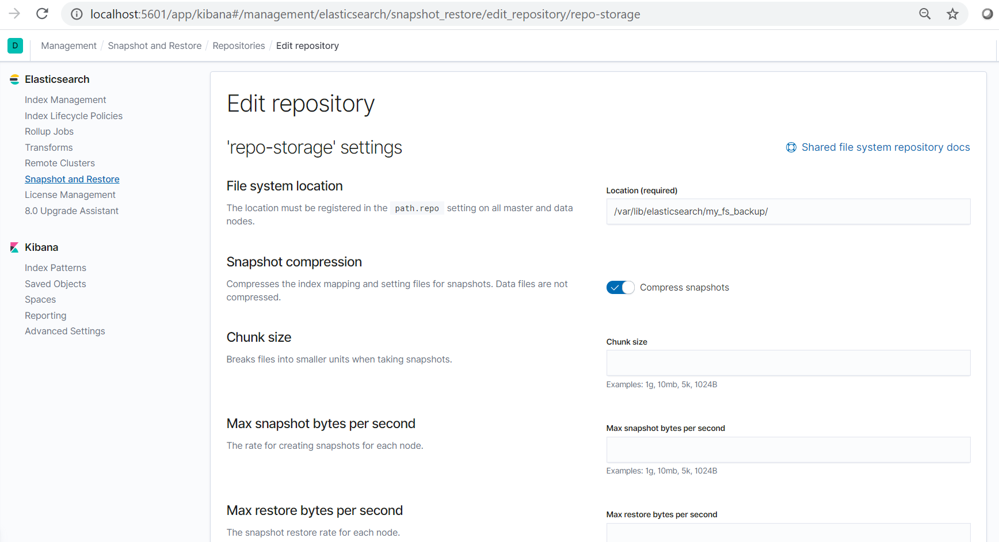 localhost:5601/app/kibana#/management/elasticsearch/snapshot_restore/edit_repository/repo-storage
D Management / Snapshot and Restore / Repositories / Edit repository
Elasticsearch
Index Management
Index Lifecycle Policies
Rollup Jobs
Transforms
Remote Clusters
Snapshot and Restore
License Management
8.0 Upgrade Assistant
Kibana
Index Patterns
Saved Objects
Spaces
Reporting
Advanced Settings
Edit repository
'repo-storage' settings
Shared file system repository docs
File system location
The location must be registered in the path.repo setting on all master and data
nodes.
Location (required)
/var/lib/elasticsearch/my_fs_backup/
Snapshot compression
Compresses the index mapping and setting files for snapshots. Data files are not
compressed.
Compress snapshots
Chunk size
Breaks files into smaller units when taking snapshots.
Chunk size
Examples: 1g, 10mb, 5k, 1024B
Max snapshot bytes per second
The rate for creating snapshots for each node.
Max snapshot bytes per second
Examples: 1g, 10mb, 5k, 1024B
Max restore bytes per second
The snapshot restore rate for each node.
Max restore bytes per second